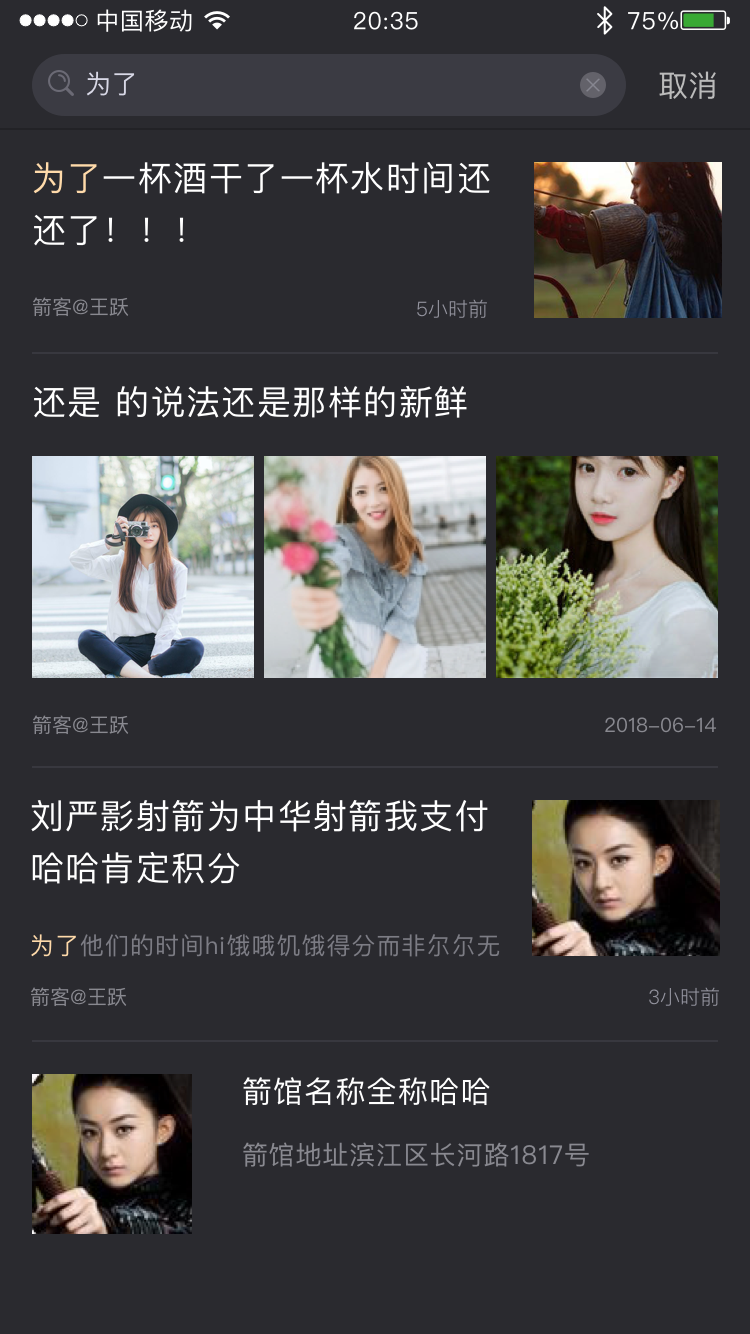 中国移动 20:35 75%
为了 取消
为了一杯酒干了一杯水时间还
还了！！！
箭客@王跃 5小时前
还是 的说法还是那样的新鲜
箭客@王跃 2018-06-14
刘严影射箭为中华射箭我支付
哈哈肯定积分
为了他们的时间hi饿哦饥饿得分而非尔尔无
箭客@王跃 3小时前
箭馆名称全称哈哈
箭馆地址滨江区长河路1817号